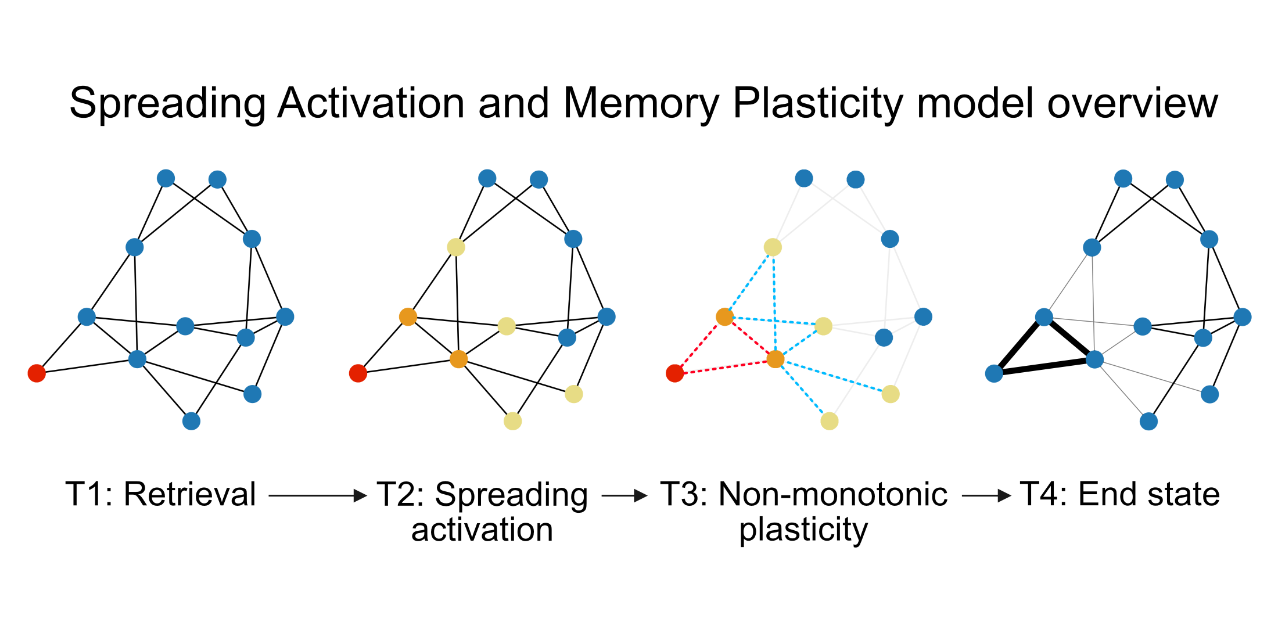 Spreading Activation and Memory Plasticity model overview
T1: Retrieval
T2: Spreading
activation
T3: Non-monotonic
plasticity
T4: End state